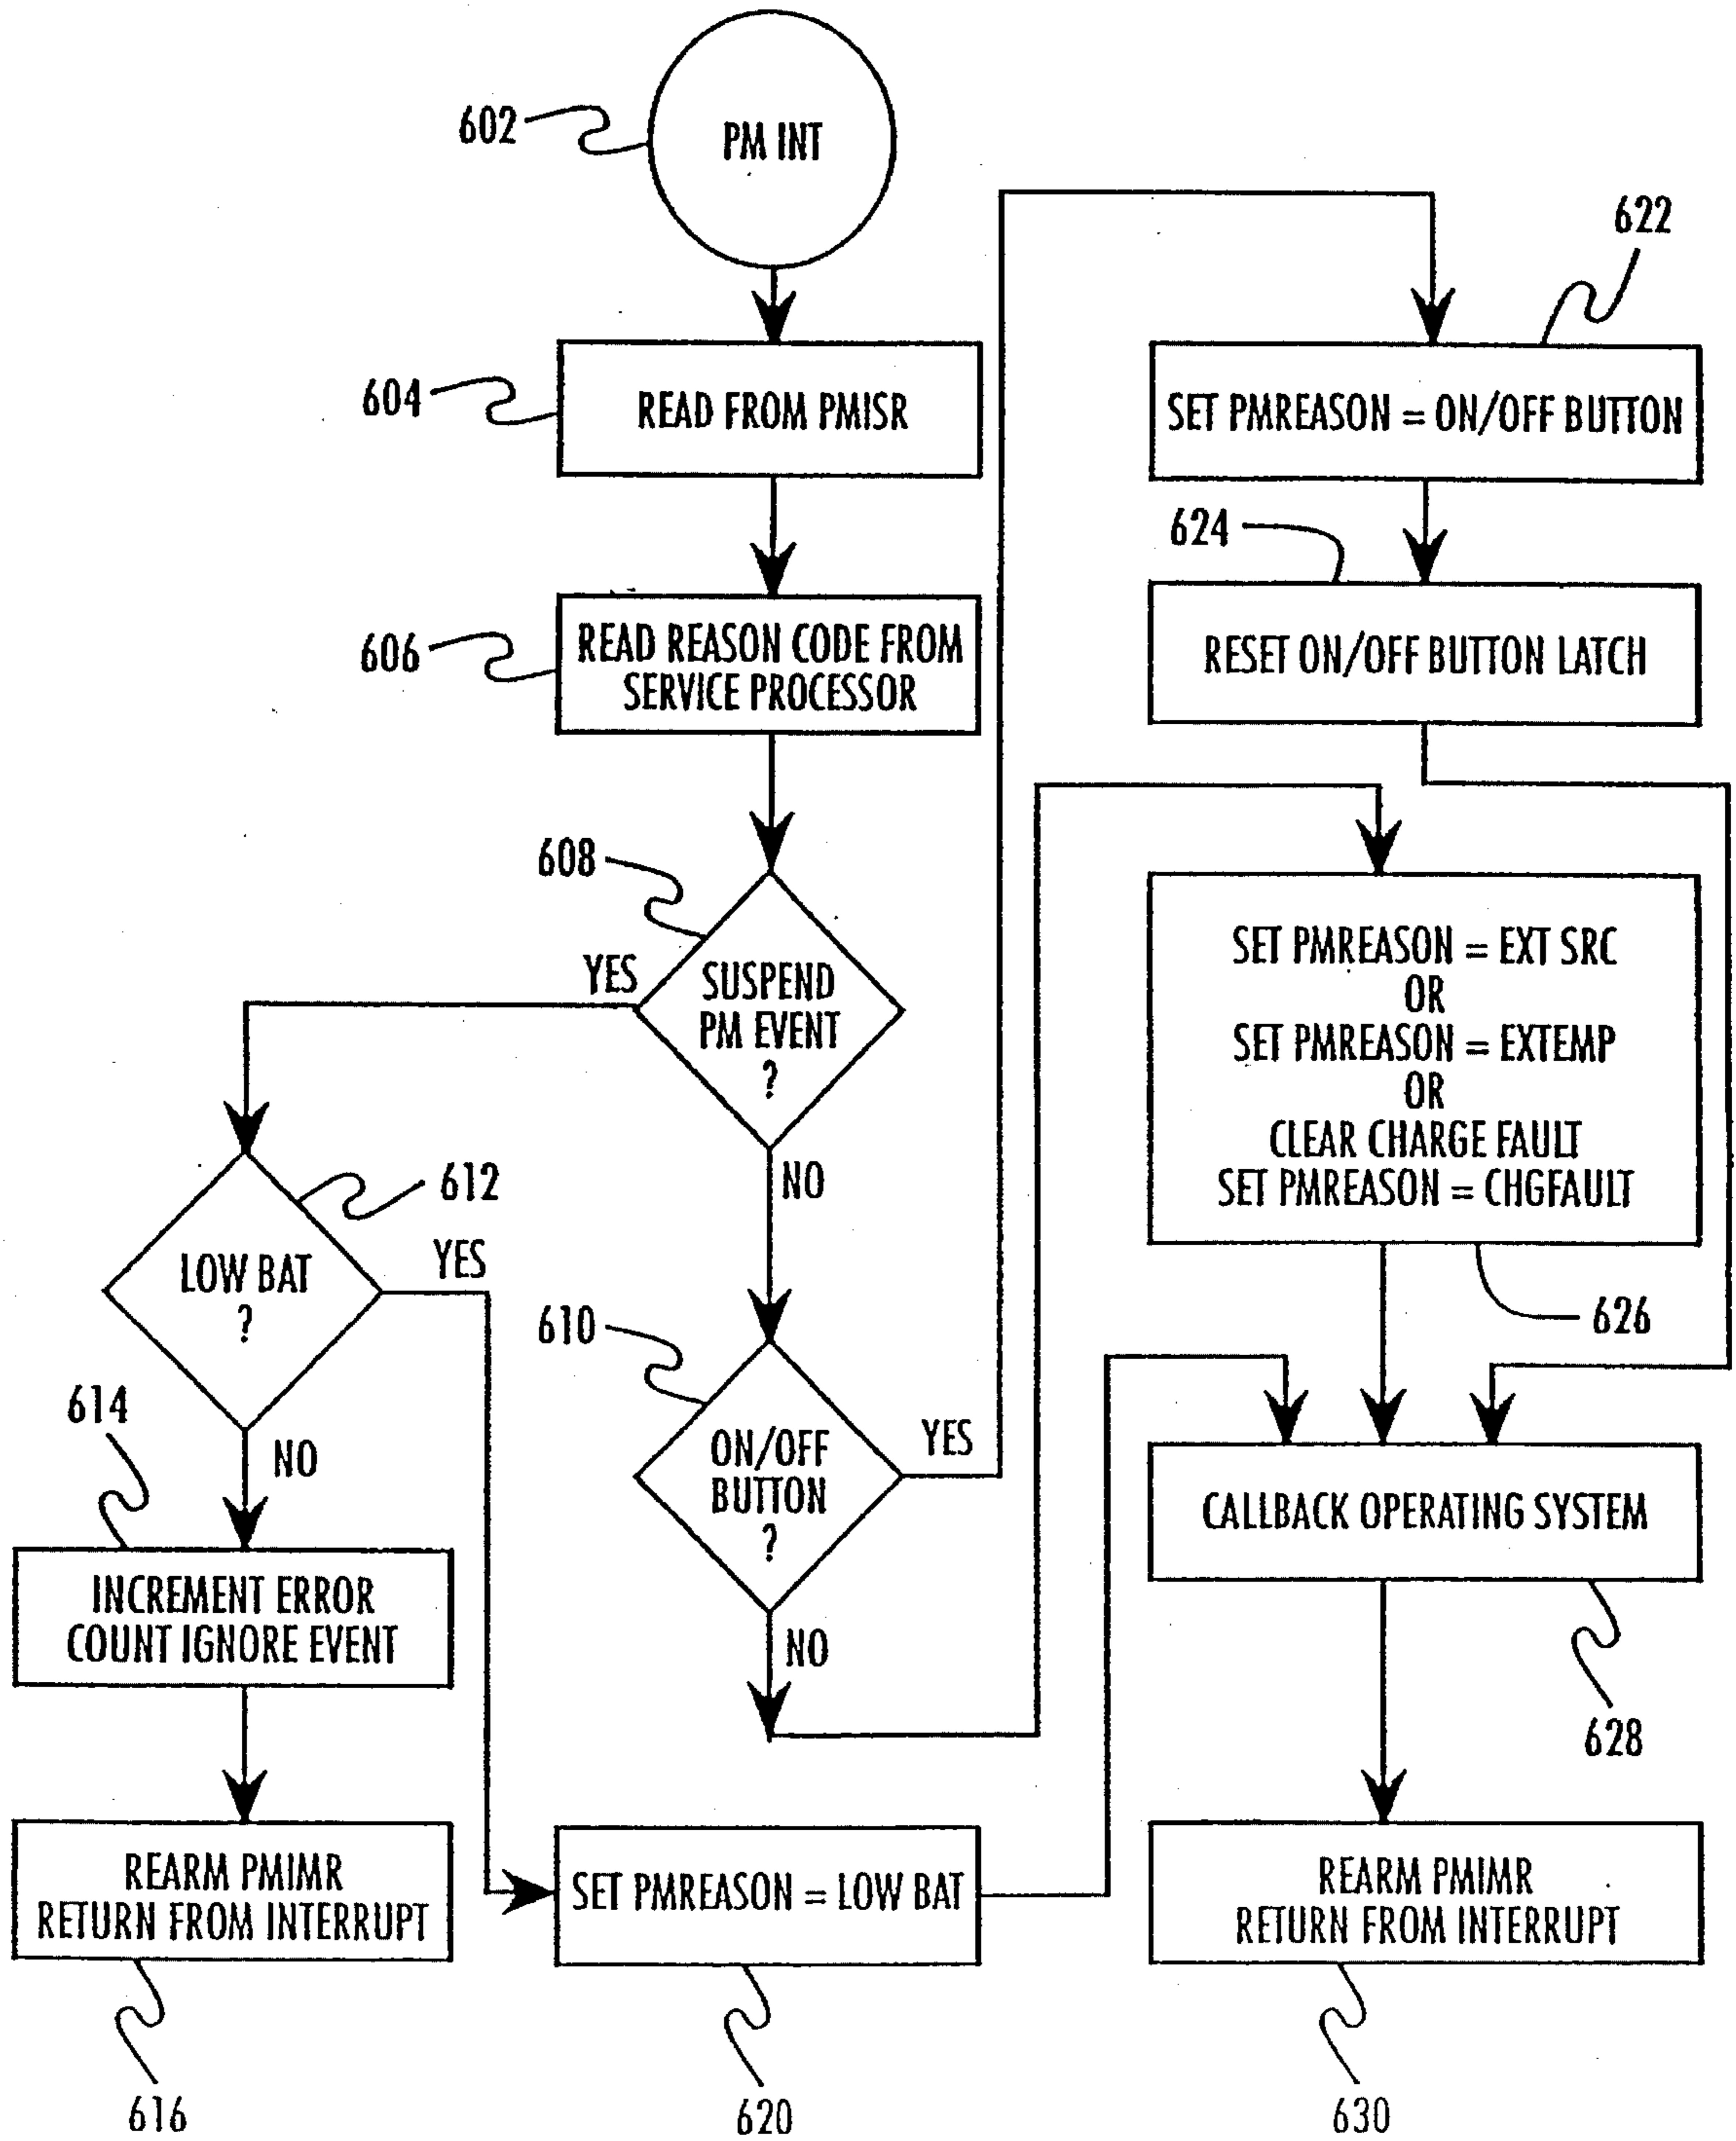 602
PM INT
604
READ FROM PMISR
606
READ REASON CODE FROM
SERVICE PROCESSOR
608
YES
SUSPEND
PM EVENT
?
NO
612
LOW BAT
?
YES
NO
610
ON/OFF
BUTTON
?
YES
NO
614
INCREMENT ERROR
COUNT IGNORE EVENT
REARM PMIMR
RETURN FROM INTERRUPT
616
SET PMREASON = LOW BAT
620
622
SET PMREASON = ON/OFF BUTTON
624
RESET ON/OFF BUTTON LATCH
SET PMREASON = EXT SRC
OR
SET PMREASON = EXTEMP
OR
CLEAR CHARGE FAULT
SET PMREASON = CHGFAULT
626
CALLBACK OPERATING SYSTEM
628
REARM PMIMR
RETURN FROM INTERRUPT
630